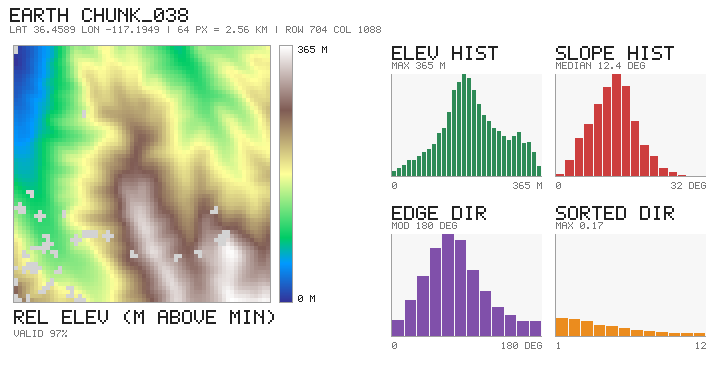 EARTH CHUNK_038
LAT 36.4589 LON -117.1949 | 64 PX = 2.56 KM | ROW 704 COL 1088
365 M
0 M
REL ELEV (M ABOVE MIN)
VALID 97%
ELEV HIST
MAX 365 M
0 365 M
SLOPE HIST
MEDIAN 12.4 DEG
0 32 DEG
EDGE DIR
MOD 180 DEG
0 180 DEG
SORTED DIR
MAX 0.17
1 12